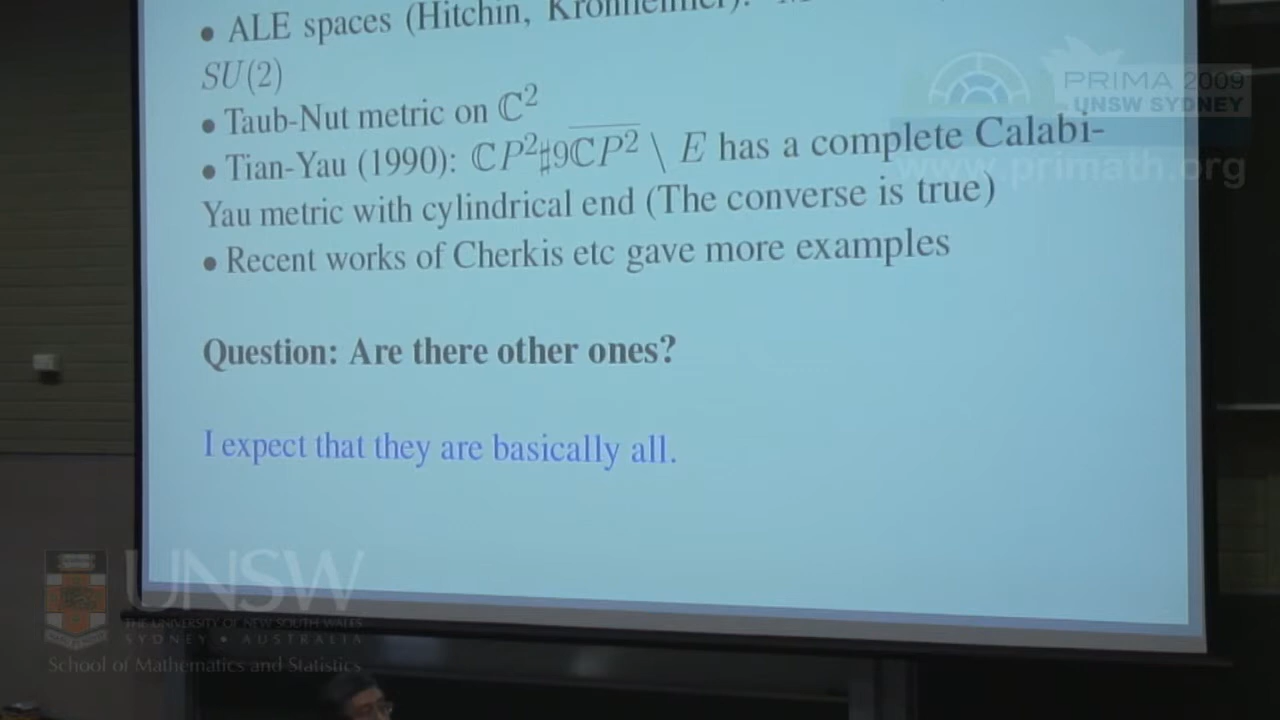 • ALE spaces (Hitchin, Kronheimer):
SU(2)
• Taub-Nut metric on ℂ²
• Tian-Yau (1990): ℂP²♯9\overline{ℂP²} \ E has a complete Calabi-
Yau metric with cylindrical end (The converse is true)
• Recent works of Cherkis etc gave more examples
Question: Are there other ones?
I expect that they are basically all.
PRIMA 2009
UNSW SYDNEY
www.primath.org
UNSW
THE UNIVERSITY OF NEW SOUTH WALES
SYDNEY • AUSTRALIA
School of Mathematics and Statistics